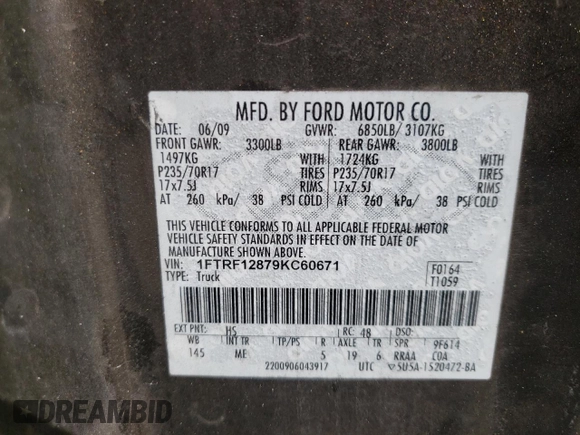 MFD. BY FORD MOTOR CO.
DATE: 06/09 GVWR: 6850LB/ 3107KG
FRONT GAWR: 3300LB REAR GAWR: 3800LB
1497KG WITH 1724KG WITH
P235/70R17 TIRES P235/70R17 TIRES
17x7.5J RIMS 17x7.5J RIMS
AT 260 kPa/ 38 PSI COLD AT 260 kPa/ 38 PSI COLD
THIS VEHICLE CONFORMS TO ALL APPLICABLE FEDERAL MOTOR
VEHICLE SAFETY STANDARDS IN EFFECT ON THE DATE OF
MANUFACTURE SHOWN ABOVE.
VIN: 1FTRF12879KC60671 F0164
TYPE: Truck T1059
EXT PNT: HS RC: 48 DSO:
WB INT TR TP/PS R AXLE TR SPR 9F614
145 ME 5 19 6 RRAA COA
2200906043917 UTC 5U5A-1520472-BA
DREAMBID